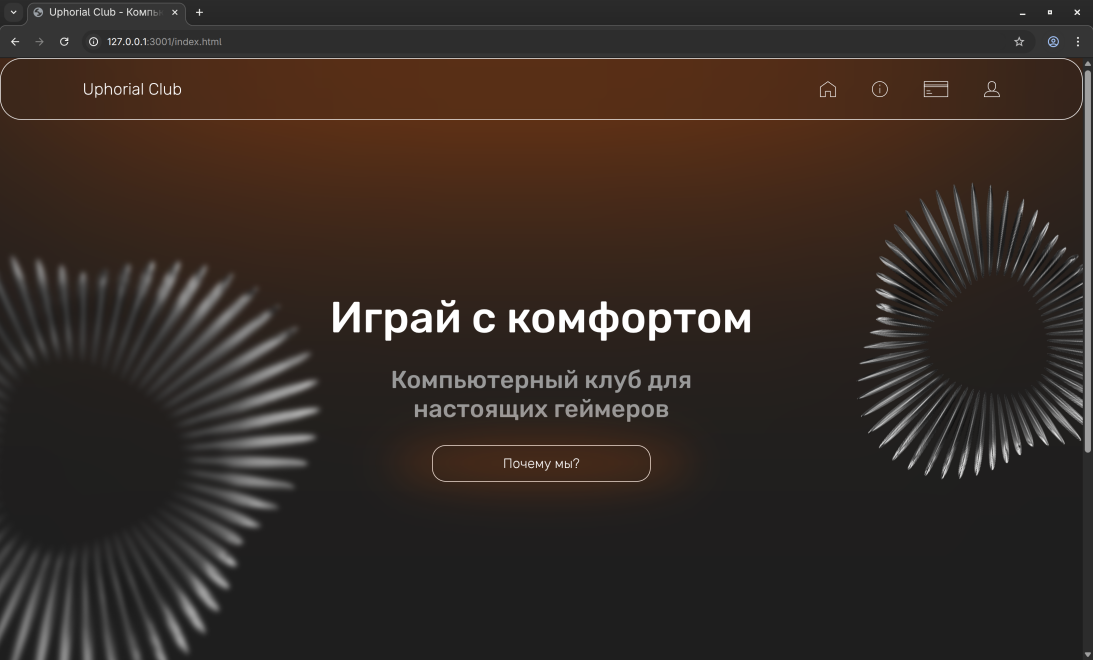 Uphorial Club - Компь
127.0.0.1:3001/index.html
Uphorial Club
Играй с комфортом
Компьютерный клуб для
настоящих геймеров
Почему мы?